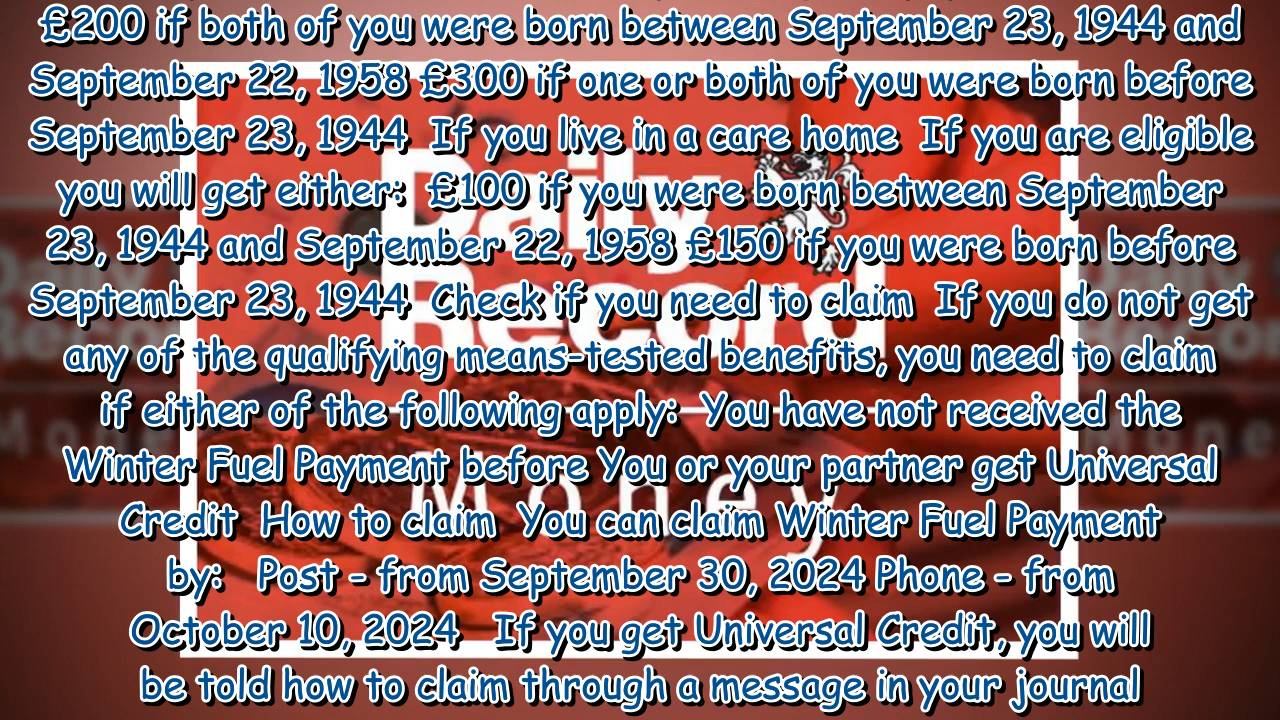 £200 if both of you were born between September 23, 1944 and
September 22, 1958 £300 if one or both of you were born before
September 23, 1944  If you live in a care home  If you are eligible
you will get either:  £100 if you were born between September
23, 1944 and September 22, 1958 £150 if you were born before
September 23, 1944  Check if you need to claim  If you do not get
any of the qualifying means-tested benefits, you need to claim
if either of the following apply:  You have not received the
Winter Fuel Payment before You or your partner get Universal
Credit  How to claim  You can claim Winter Fuel Payment
by:  Post – from September 30, 2024 Phone – from
October 10, 2024  If you get Universal Credit, you will
be told how to claim through a message in your journal
Daily
Record
Money